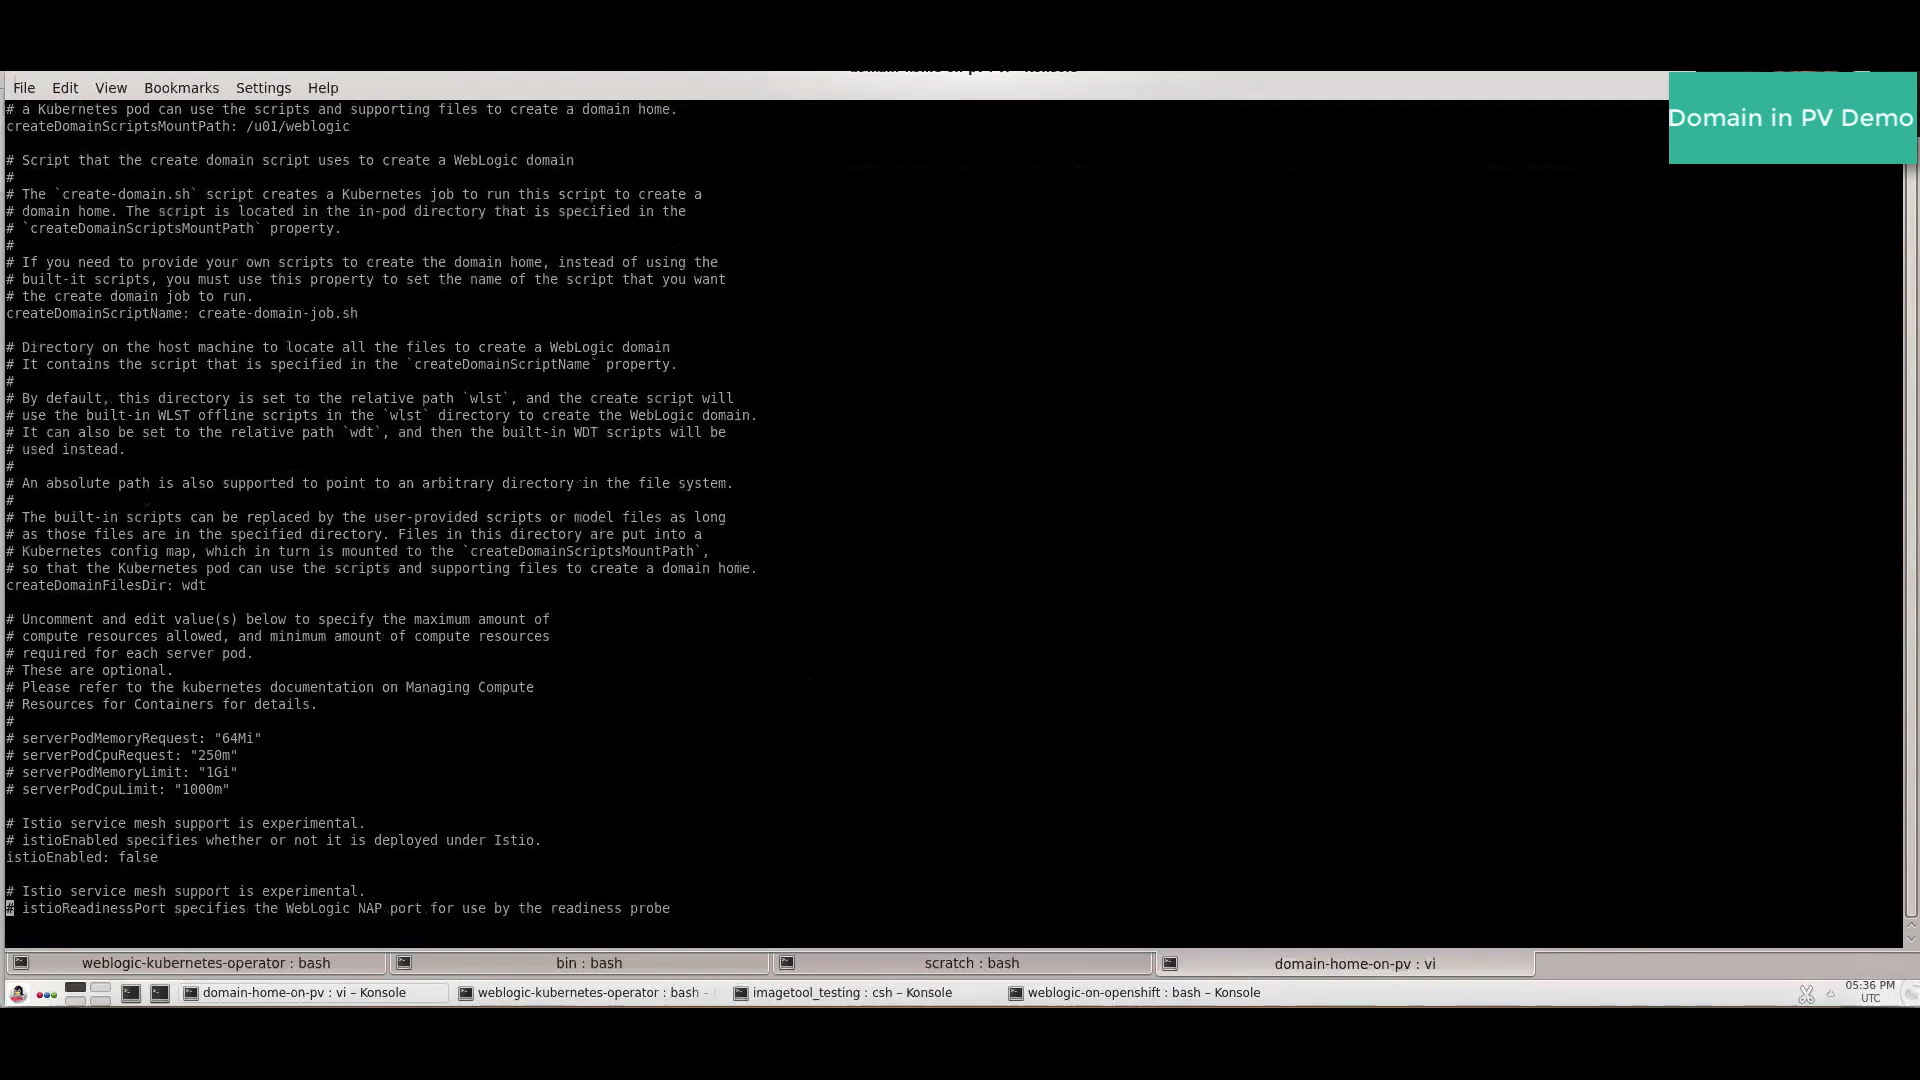 File Edit View Bookmarks Settings Help
Domain in PV Demo
# a Kubernetes pod can use the scripts and supporting files to create a domain home.
createDomainScriptsMountPath: /u01/weblogic
# Script that the create domain script uses to create a WebLogic domain
#
# The `create-domain.sh` script creates a Kubernetes job to run this script to create a
# domain home. The script is located in the in-pod directory that is specified in the
# `createDomainScriptsMountPath` property.
#
# If you need to provide your own scripts to create the domain home, instead of using the
# built-it scripts, you must use this property to set the name of the script that you want
# the create domain job to run.
createDomainScriptName: create-domain-job.sh
# Directory on the host machine to locate all the files to create a WebLogic domain
# It contains the script that is specified in the `createDomainScriptName` property.
#
# By default, this directory is set to the relative path `wlst`, and the create script will
# use the built-in WLST offline scripts in the `wlst` directory to create the WebLogic domain.
# It can also be set to the relative path `wdt`, and then the built-in WDT scripts will be
# used instead.
#
# An absolute path is also supported to point to an arbitrary directory in the file system.
#
# The built-in scripts can be replaced by the user-provided scripts or model files as long
# as those files are in the specified directory. Files in this directory are put into a
# Kubernetes config map, which in turn is mounted to the `createDomainScriptsMountPath`,
# so that the Kubernetes pod can use the scripts and supporting files to create a domain home.
createDomainFilesDir: wdt
# Uncomment and edit value(s) below to specify the maximum amount of
# compute resources allowed, and minimum amount of compute resources
# required for each server pod.
# These are optional.
# Please refer to the kubernetes documentation on Managing Compute
# Resources for Containers for details.
#
# serverPodMemoryRequest: "64Mi"
# serverPodCpuRequest: "250m"
# serverPodMemoryLimit: "1Gi"
# serverPodCpuLimit: "1000m"
# Istio service mesh support is experimental.
# istioEnabled specifies whether or not it is deployed under Istio.
istioEnabled: false
# Istio service mesh support is experimental.
# istioReadinessPort specifies the WebLogic NAP port for use by the readiness probe
weblogic-kubernetes-operator : bash
bin : bash
scratch : bash
domain-home-on-pv : vi
domain-home-on-pv : vi – Konsole
weblogic-kubernetes-operator : bash –
imagetool_testing : csh – Konsole
weblogic-on-openshift : bash – Konsole
05:36 PM
UTC